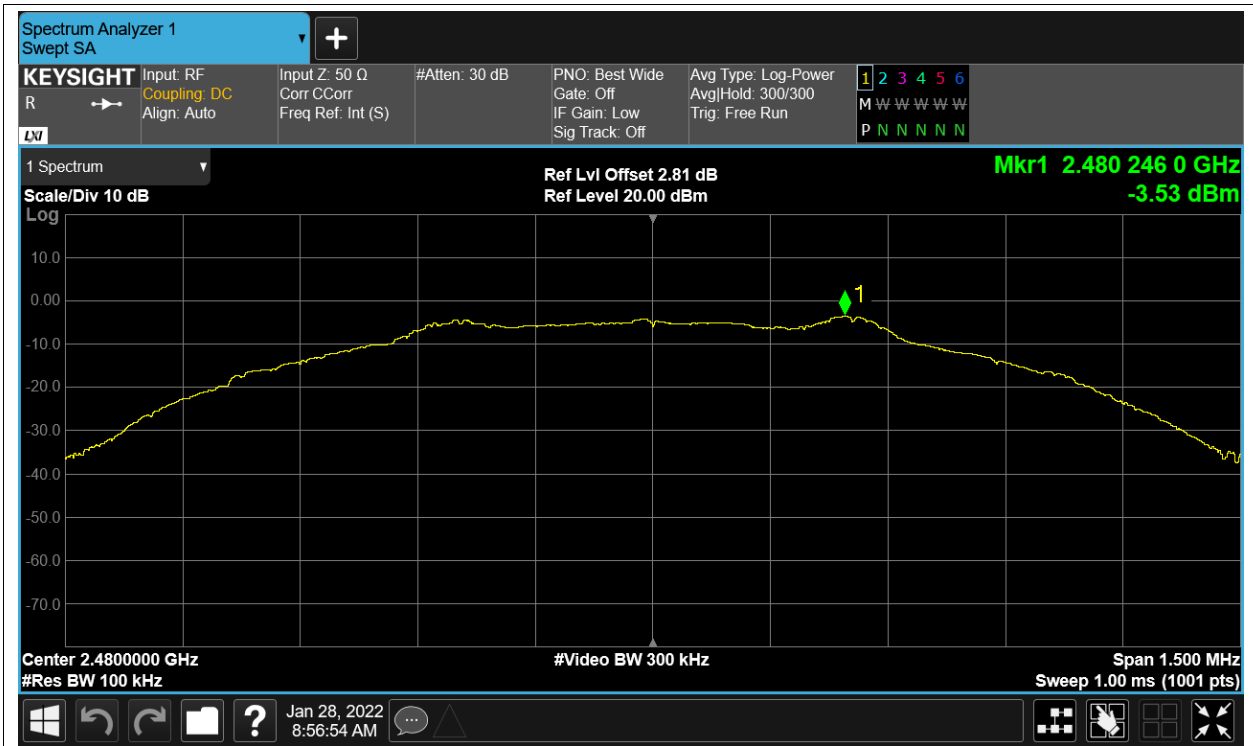 Spectrum Analyzer 1
Swept SA
KEYSIGHT
R
LXI
Input: RF
Coupling: DC
Align: Auto
Input Z: 50 Ω
Corr CCorr
Freq Ref: Int (S)
#Atten: 30 dB
PNO: Best Wide
Gate: Off
IF Gain: Low
Sig Track: Off
Avg Type: Log-Power
Avg|Hold: 300/300
Trig: Free Run
1 2 3 4 5 6
M W W W W W
P N N N N N
1 Spectrum
Scale/Div 10 dB
Ref Lvl Offset 2.81 dB
Ref Level 20.00 dBm
Mkr1 2.480 246 0 GHz
-3.53 dBm
Log
10.0
0.00
-10.0
-20.0
-30.0
-40.0
-50.0
-60.0
-70.0
1
Center 2.4800000 GHz
#Res BW 100 kHz
#Video BW 300 kHz
Span 1.500 MHz
Sweep 1.00 ms (1001 pts)
?
Jan 28, 2022
8:56:54 AM